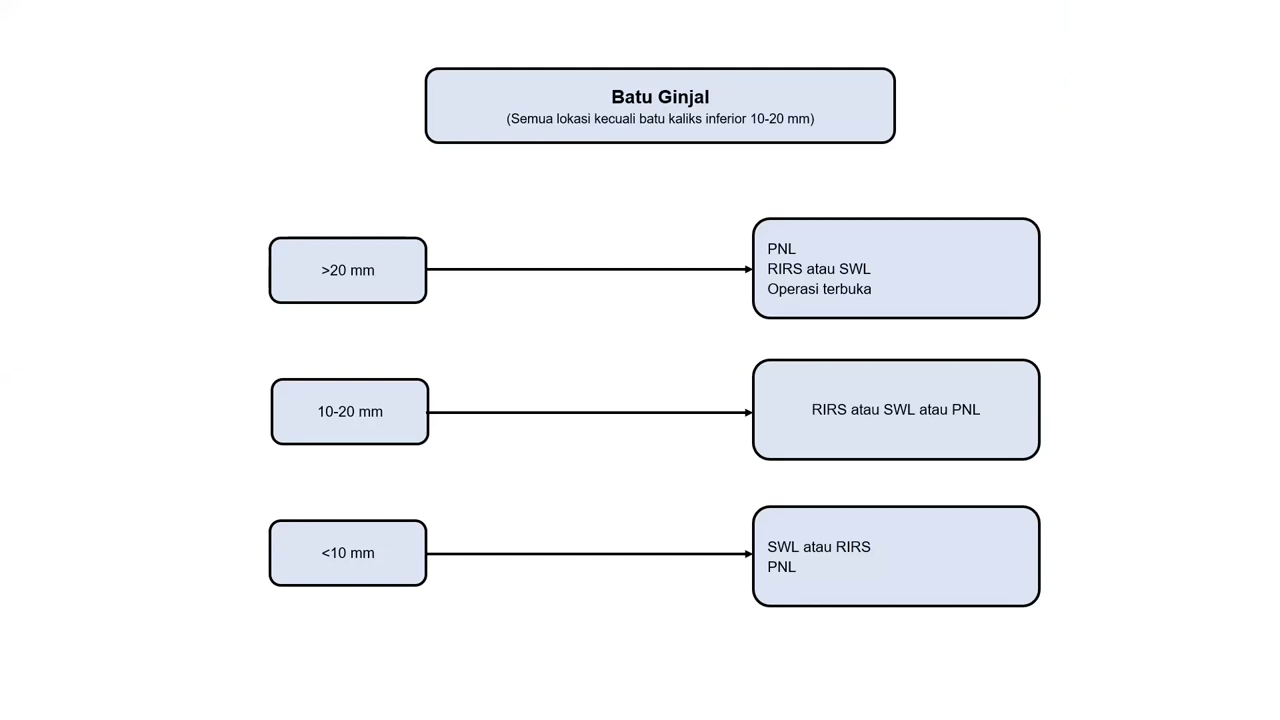 Batu Ginjal
(Semua lokasi kecuali batu kaliks inferior 10-20 mm)
>20 mm
PNL
RIRS atau SWL
Operasi terbuka
10-20 mm
RIRS atau SWL atau PNL
<10 mm
SWL atau RIRS
PNL